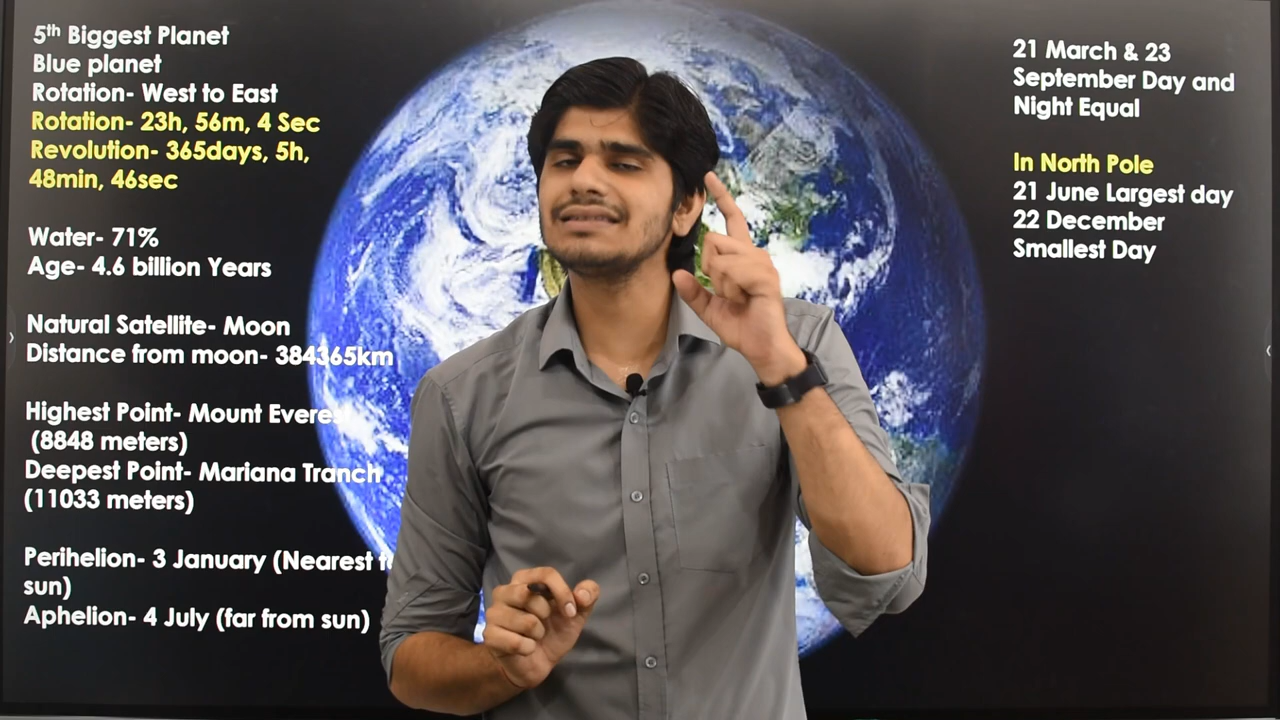 5th Biggest Planet
Blue planet
Rotation- West to East
Rotation- 23h, 56m, 4 Sec
Revolution- 365days, 5h,
48min, 46sec
Water- 71%
Age- 4.6 billion Years
Natural Satellite- Moon
Distance from moon- 384365km
Highest Point- Mount Everes
(8848 meters)
Deepest Point- Mariana Tranch
(11033 meters)
Perihelion- 3 January (Nearest t
sun)
Aphelion- 4 July (far from sun)
21 March & 23
September Day and
Night Equal
In North Pole
21 June Largest day
22 December
Smallest Day